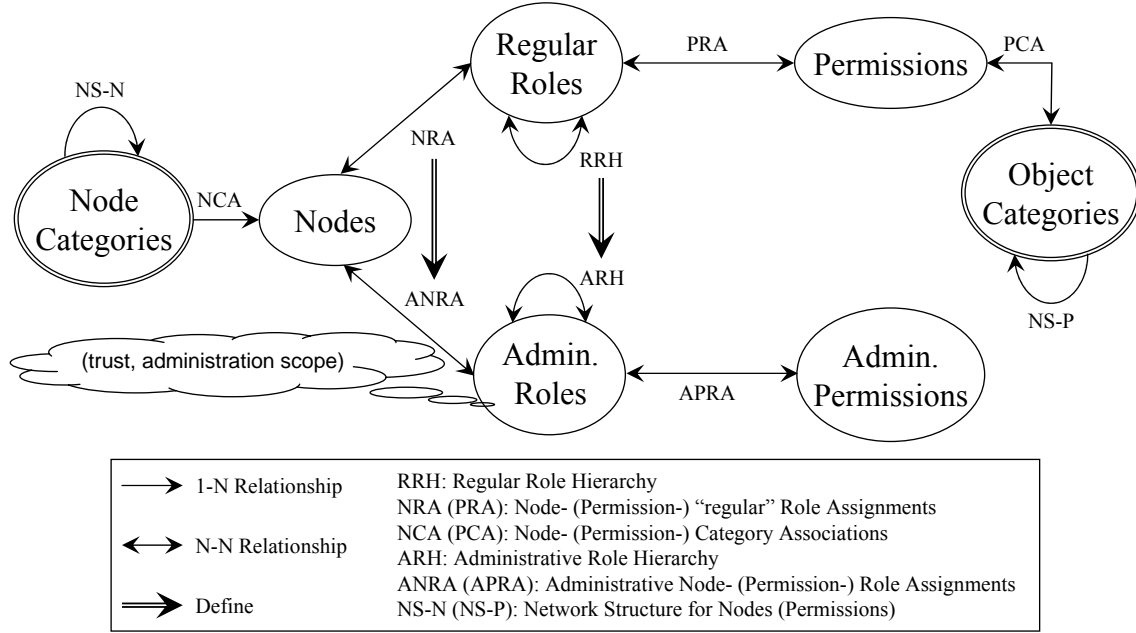 Regular
Roles
PRA
Permissions
PCA
NS-N
NRA
RRH
Node
Categories
NCA
Nodes
Object
Categories
ANRA
ARH
NS-P
(trust, administration scope)
Admin.
Roles
APRA
Admin.
Permissions
1-N Relationship
N-N Relationship
Define
RRH: Regular Role Hierarchy
NRA (PRA): Node- (Permission-) “regular” Role Assignments
NCA (PCA): Node- (Permission-) Category Associations
ARH: Administrative Role Hierarchy
ANRA (APRA): Administrative Node- (Permission-) Role Assignments
NS-N (NS-P): Network Structure for Nodes (Permissions)